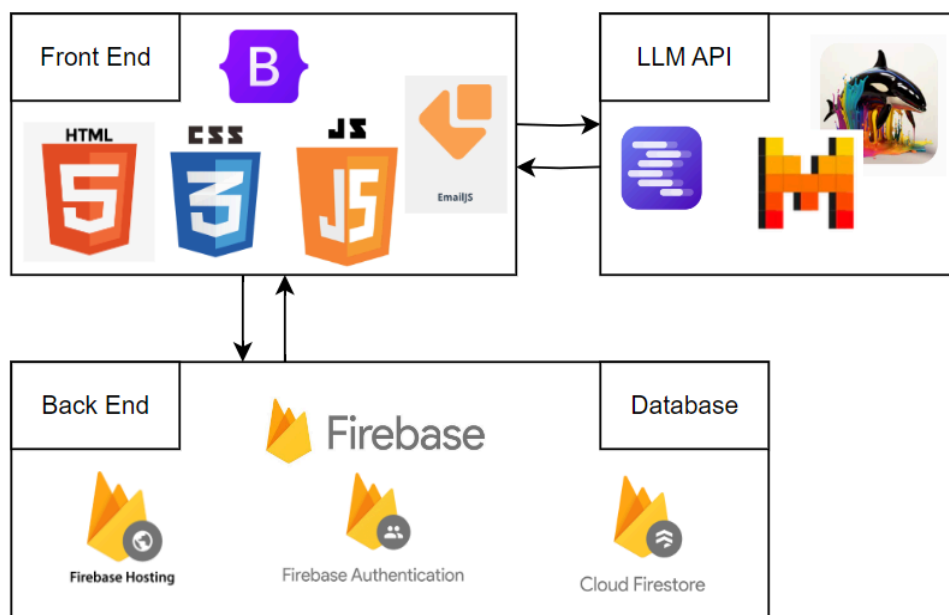 Front End
B
HTML
5
CSS
3
JS
JS
EmailJS
LLM API
M
Back End
Database
Firebase
Firebase Hosting
Firebase Authentication
Cloud Firestore